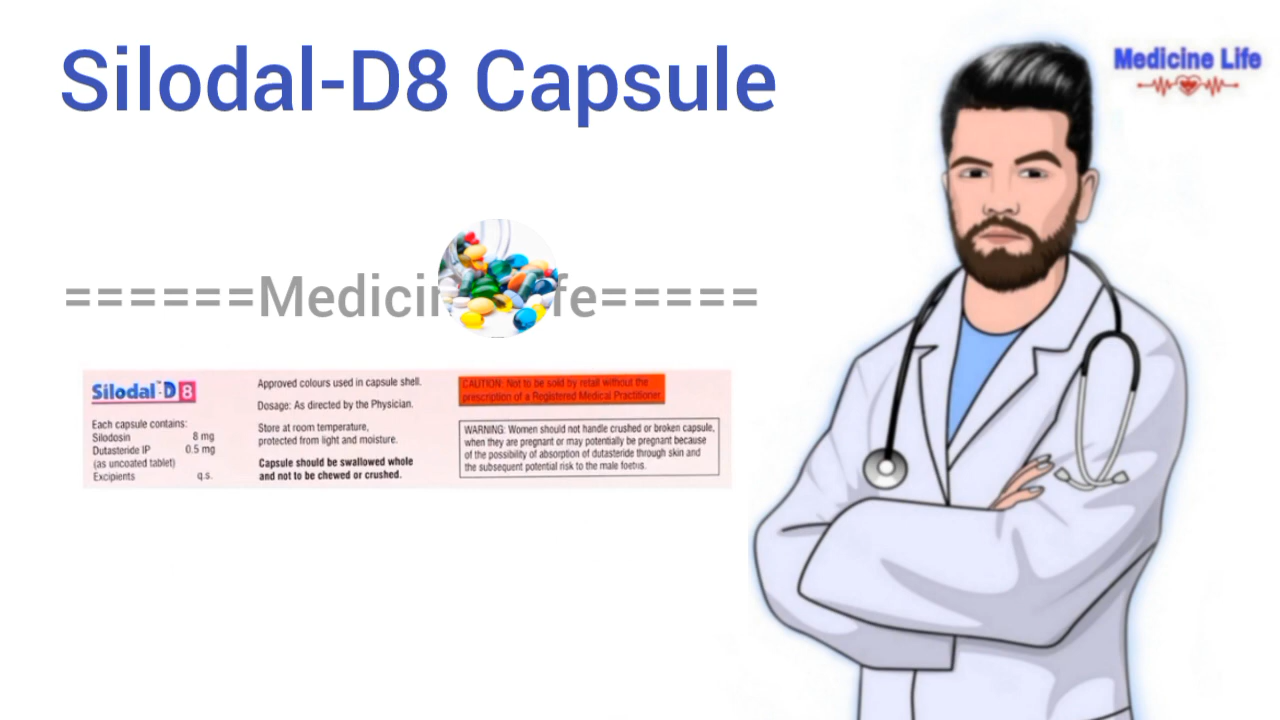 Silodal-D8 Capsule
Medicine Life
======Medicin fe=====
Silodal™-D 8
Each capsule contains:
Silodosin 8 mg
Dutasteride IP 0.5 mg
(as uncoated tablet)
Excipients q.s.
Approved colours used in capsule shell.
Dosage: As directed by the Physician.
Store at room temperature,
protected from light and moisture.
Capsule should be swallowed whole
and not to be chewed or crushed.
CAUTION: Not to be sold by retail without the
prescription of a Registered Medical Practitioner.
WARNING: Women should not handle crushed or broken capsule,
when they are pregnant or may potentially be pregnant because
of the possibility of absorption of dutasteride through skin and
the subsequent potential risk to the male foetus.